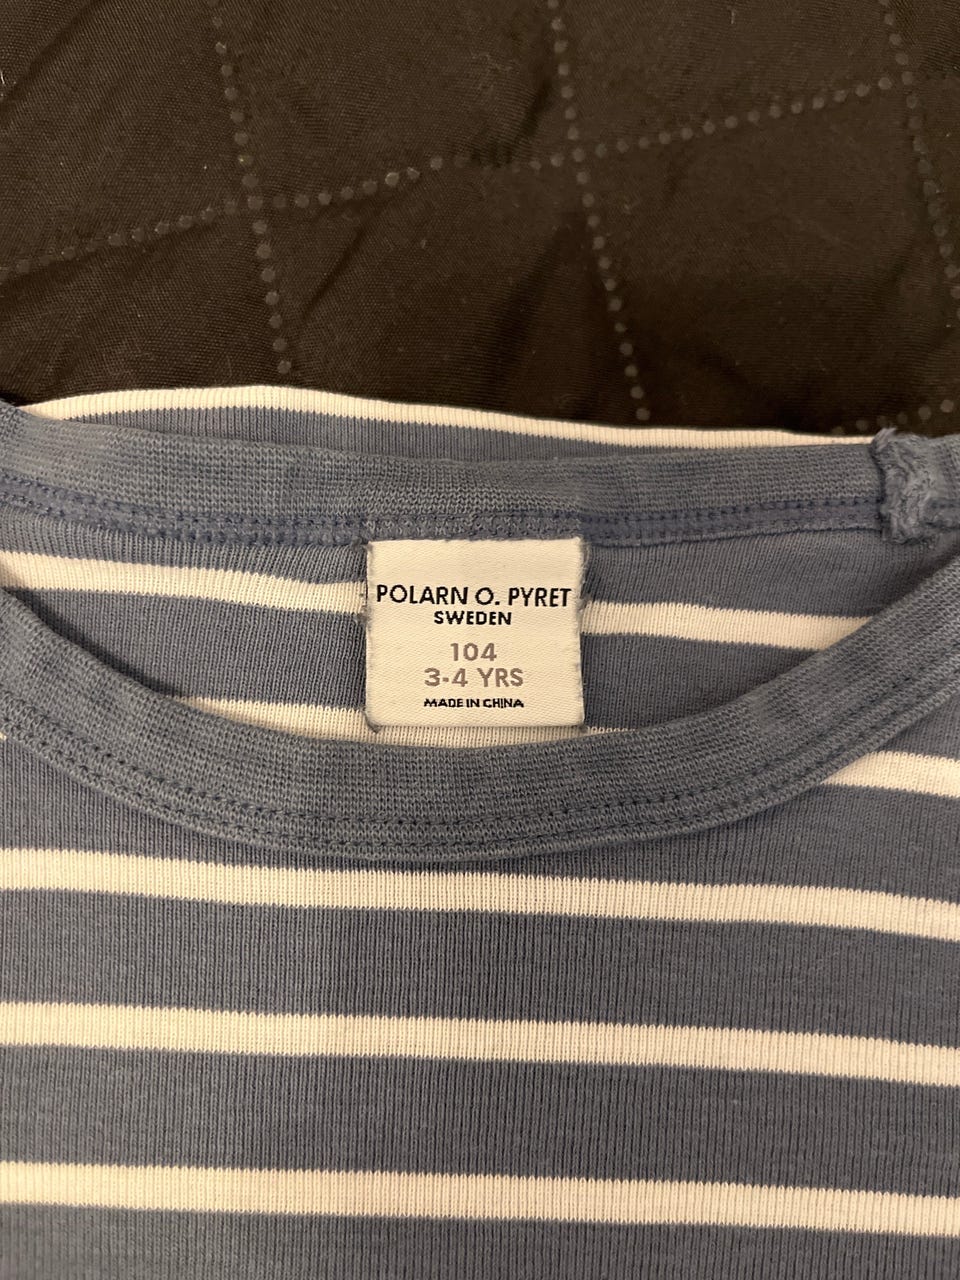 POLARN O. PYRET
SWEDEN
104
3-4 YRS
MADE IN CHINA